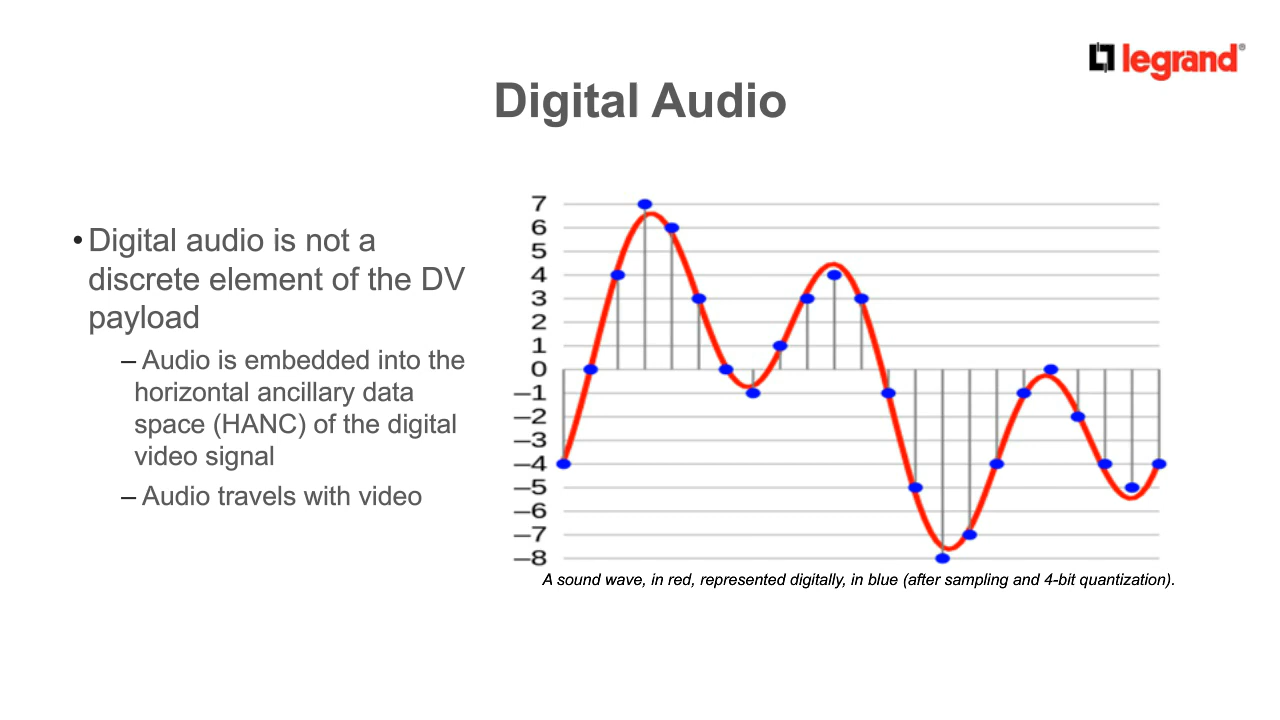 legrand®
Digital Audio
• Digital audio is not a
discrete element of the DV
payload
– Audio is embedded into the
horizontal ancillary data
space (HANC) of the digital
video signal
– Audio travels with video
7
6
5
4
3
2
1
0
–1
–2
–3
–4
–5
–6
–7
–8
A sound wave, in red, represented digitally, in blue (after sampling and 4-bit quantization).